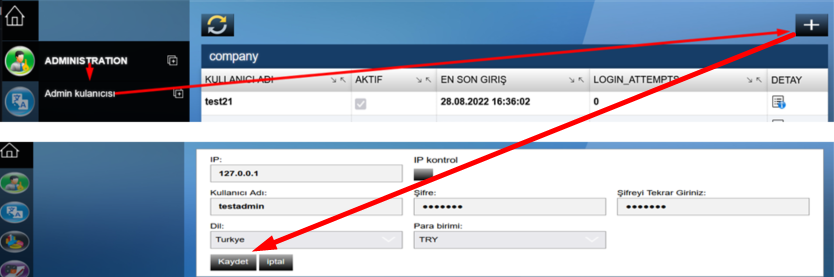 company
ADMINISTRATION
KULLANICI ADI AKTIF EN SON GIRIŞ LOGIN_ATTEMPTS DETAY
Admin kulanıcısı
test21 28.08.2022 16:36:02 0
IP: IP kontrol
127.0.0.1
Kullanıcı Adı: Şifre: Şifreyi Tekrar Giriniz:
testadmin ••••••• •••••••
Dil: Para birimi:
Turkye TRY
Kaydet iptal